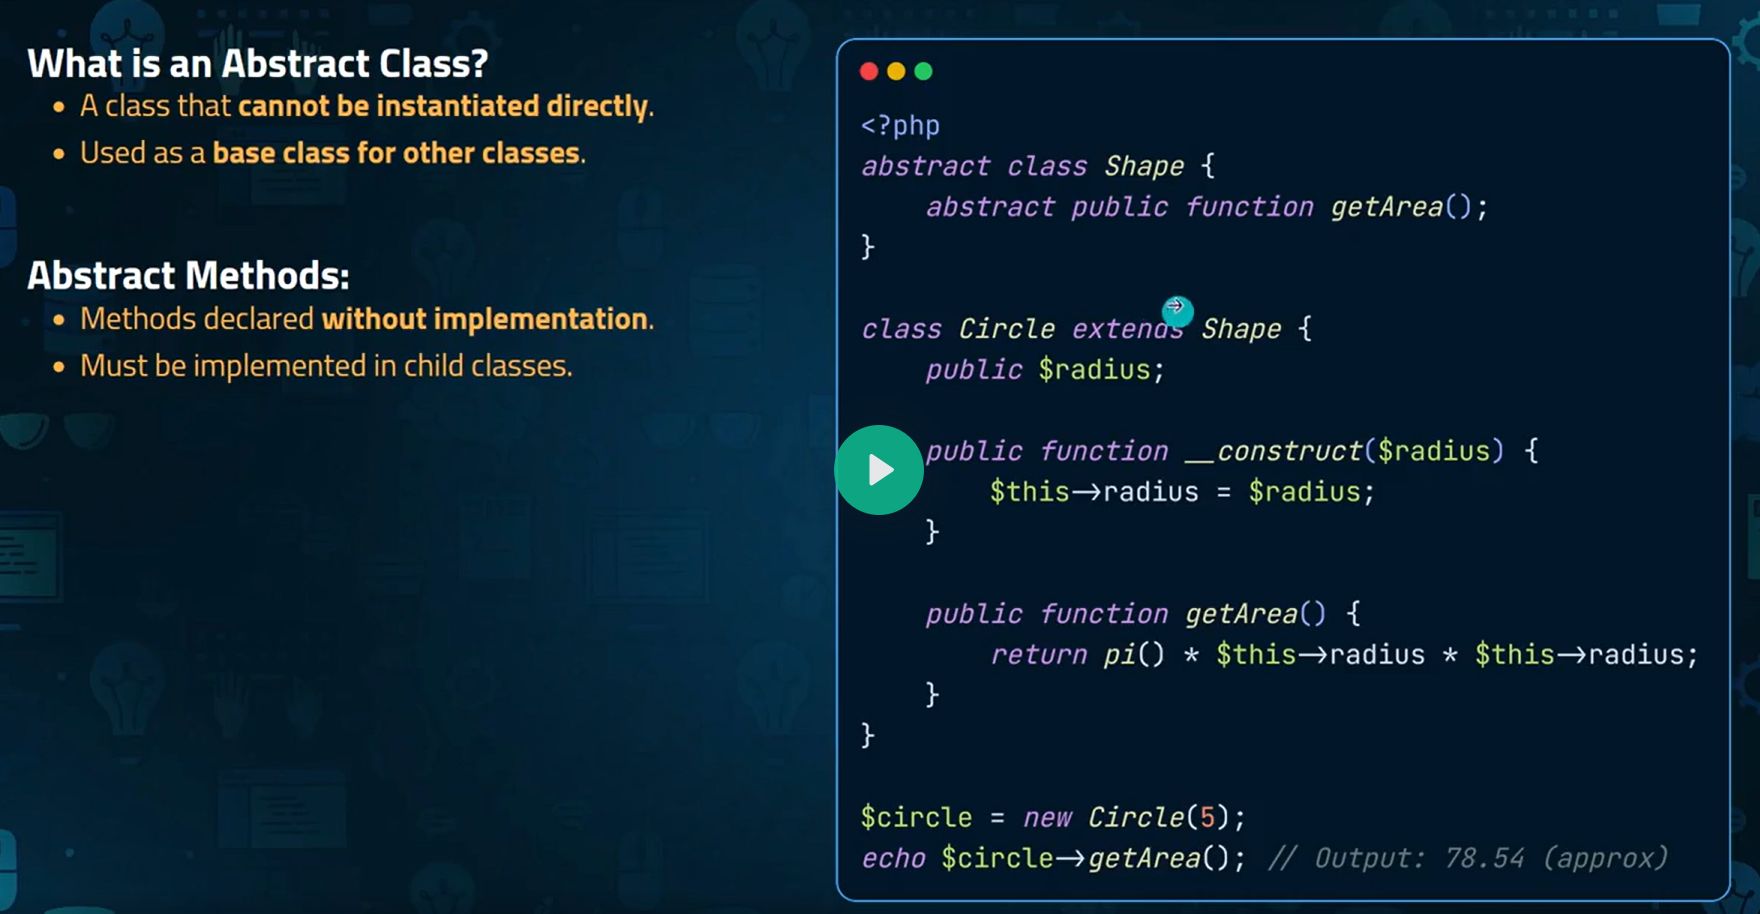 What is an Abstract Class?
• A class that cannot be instantiated directly.
• Used as a base class for other classes.
Abstract Methods:
• Methods declared without implementation.
• Must be implemented in child classes.
<?php
abstract class Shape {
    abstract public function getArea();
}
class Circle extends Shape {
    public $radius;
    public function __construct($radius) {
        $this->radius = $radius;
    }
    public function getArea() {
        return pi() * $this->radius * $this->radius;
    }
}
$circle = new Circle(5);
echo $circle->getArea(); // Output: 78.54 (approx)